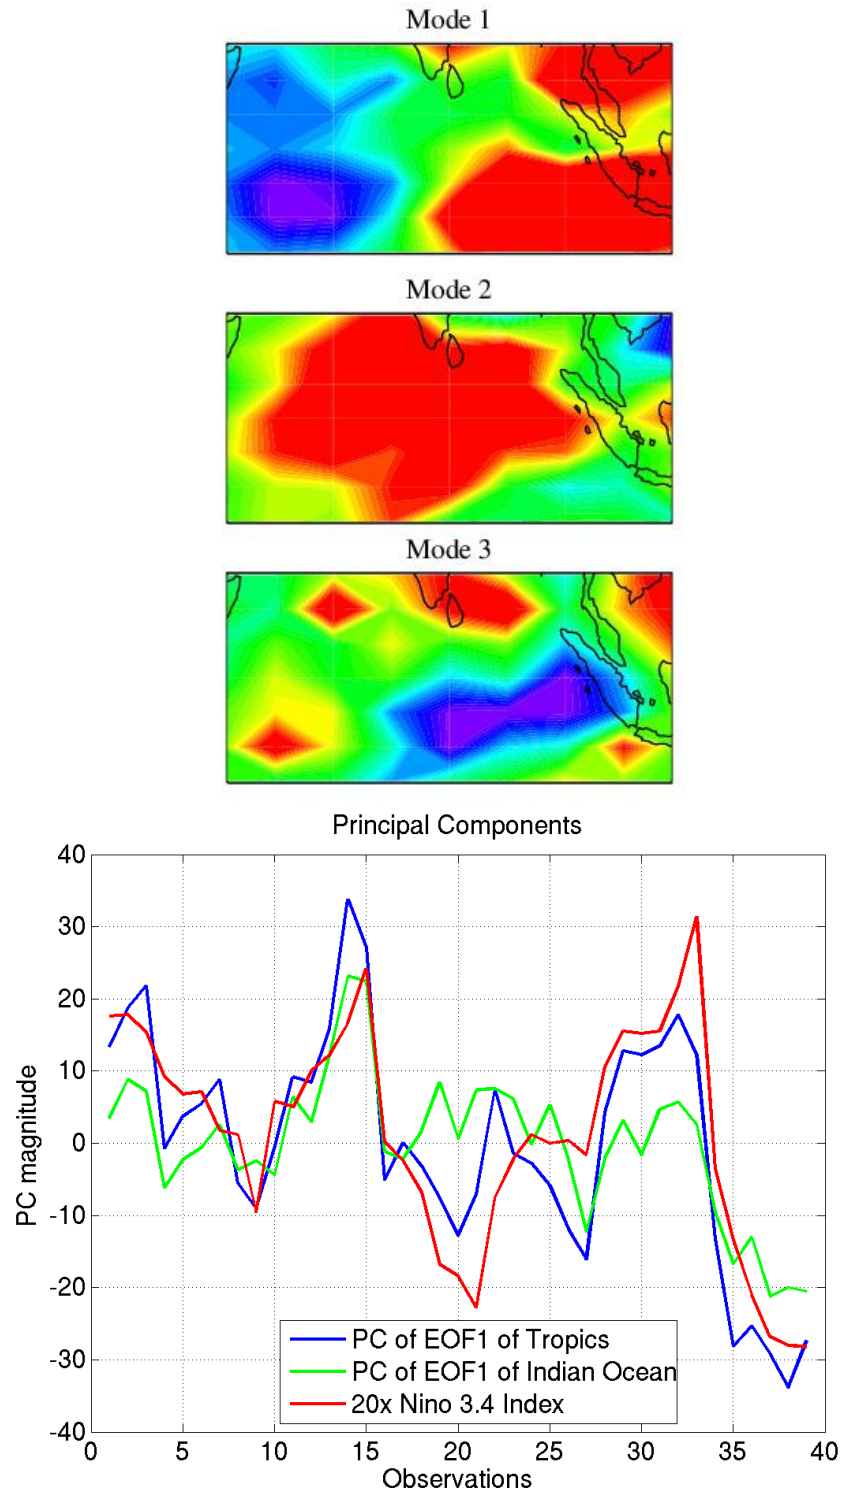 Mode 1
Mode 2
Mode 3
Principal Components
PC magnitude
40
30
20
10
0
-10
-20
-30
-40
PC of EOF1 of Tropics
PC of EOF1 of Indian Ocean
20x Nino 3.4 Index
0 5 10 15 20 25 30 35 40
Observations